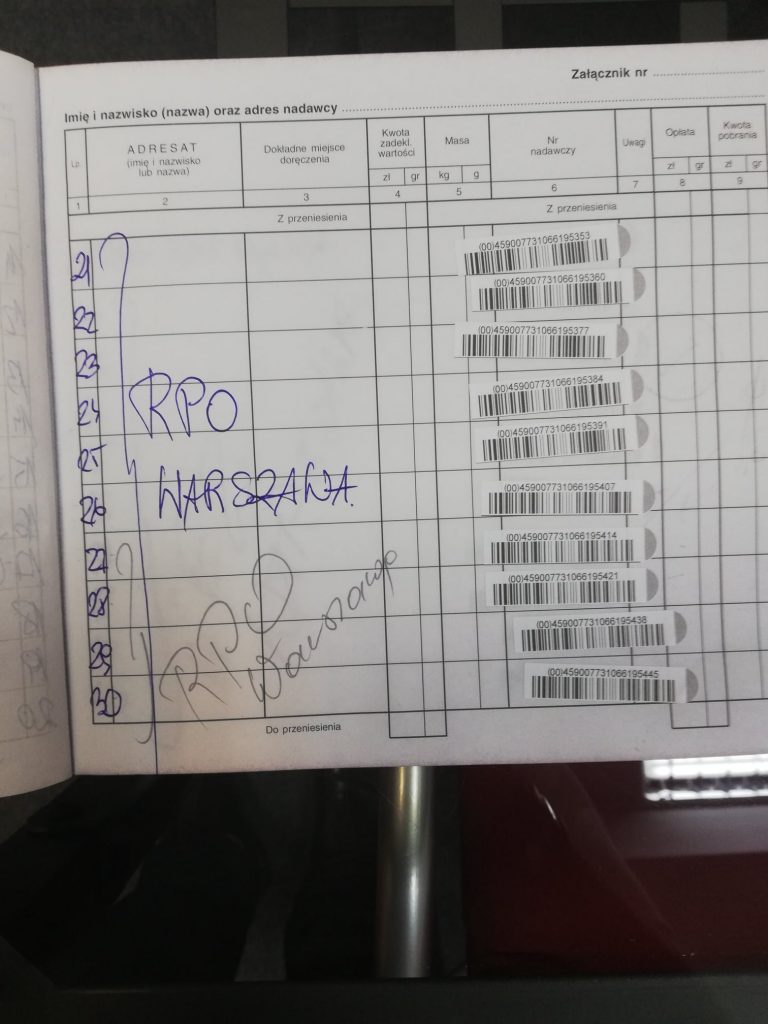 Załącznik nr
Imię i nazwisko (nazwa) oraz adres nadawcy
Lp. ADRESAT (imię i nazwisko lub nazwa) Dokładne miejsce doręczenia Kwota zadekl. wartości Masa Nr nadawczy Uwagi Opłata Kwota pobrania
zł gr kg g zł gr zł gr
1 2 3 4 5 6 7 8 9
Z przeniesienia Z przeniesienia
21 (00)459007731066195353
22 (00)459007731066195360
23 (00)459007731066195377
24 RPO (00)459007731066195384
25 (00)459007731066195391
26 WARSZAWA (00)459007731066195407
27 (00)459007731066195414
28 RPO (00)459007731066195421
29 Warszawa (00)459007731066195438
30 (00)459007731066195445
Do przeniesienia